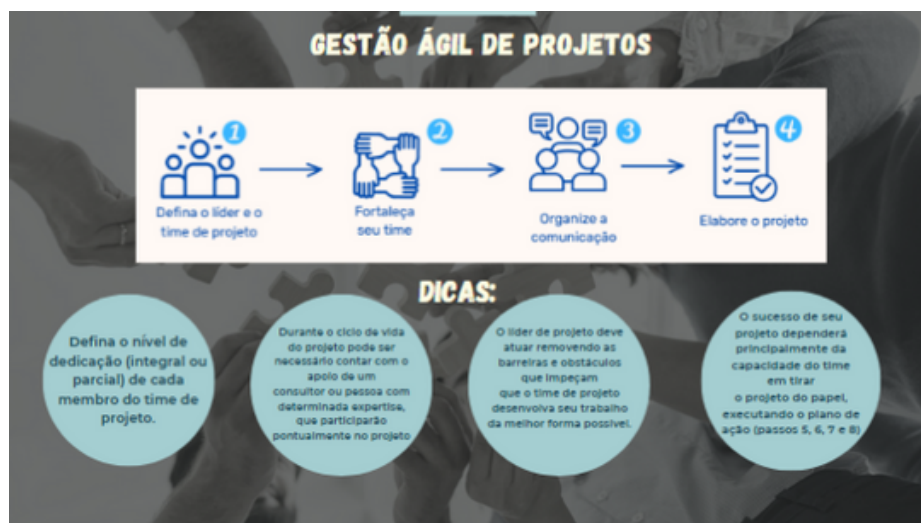 GESTÃO ÁGIL DE PROJETOS
1
Defina o líder e o
time de projeto
2
Fortaleça
seu time
3
Organize a
comunicação
4
Elabore o projeto
DICAS:
Defina o nível de
dedicação (integral ou
parcial) de cada
membro do time de
projeto.
Durante o ciclo de vida
do projeto pode ser
necessário contar com o
apoio de um
consultor ou pessoa com
determinada expertise,
que participarão
pontualmente no projeto
O líder de projeto deve
atuar removendo as
barreiras e obstáculos
que impeçam
que o time de projeto
desenvolva seu trabalho
da melhor forma possível.
O sucesso de seu
projeto dependerá
principalmente da
capacidade do time
em tirar
o projeto do papel,
executando o plano de
ação (passos 5, 6, 7 e 8)